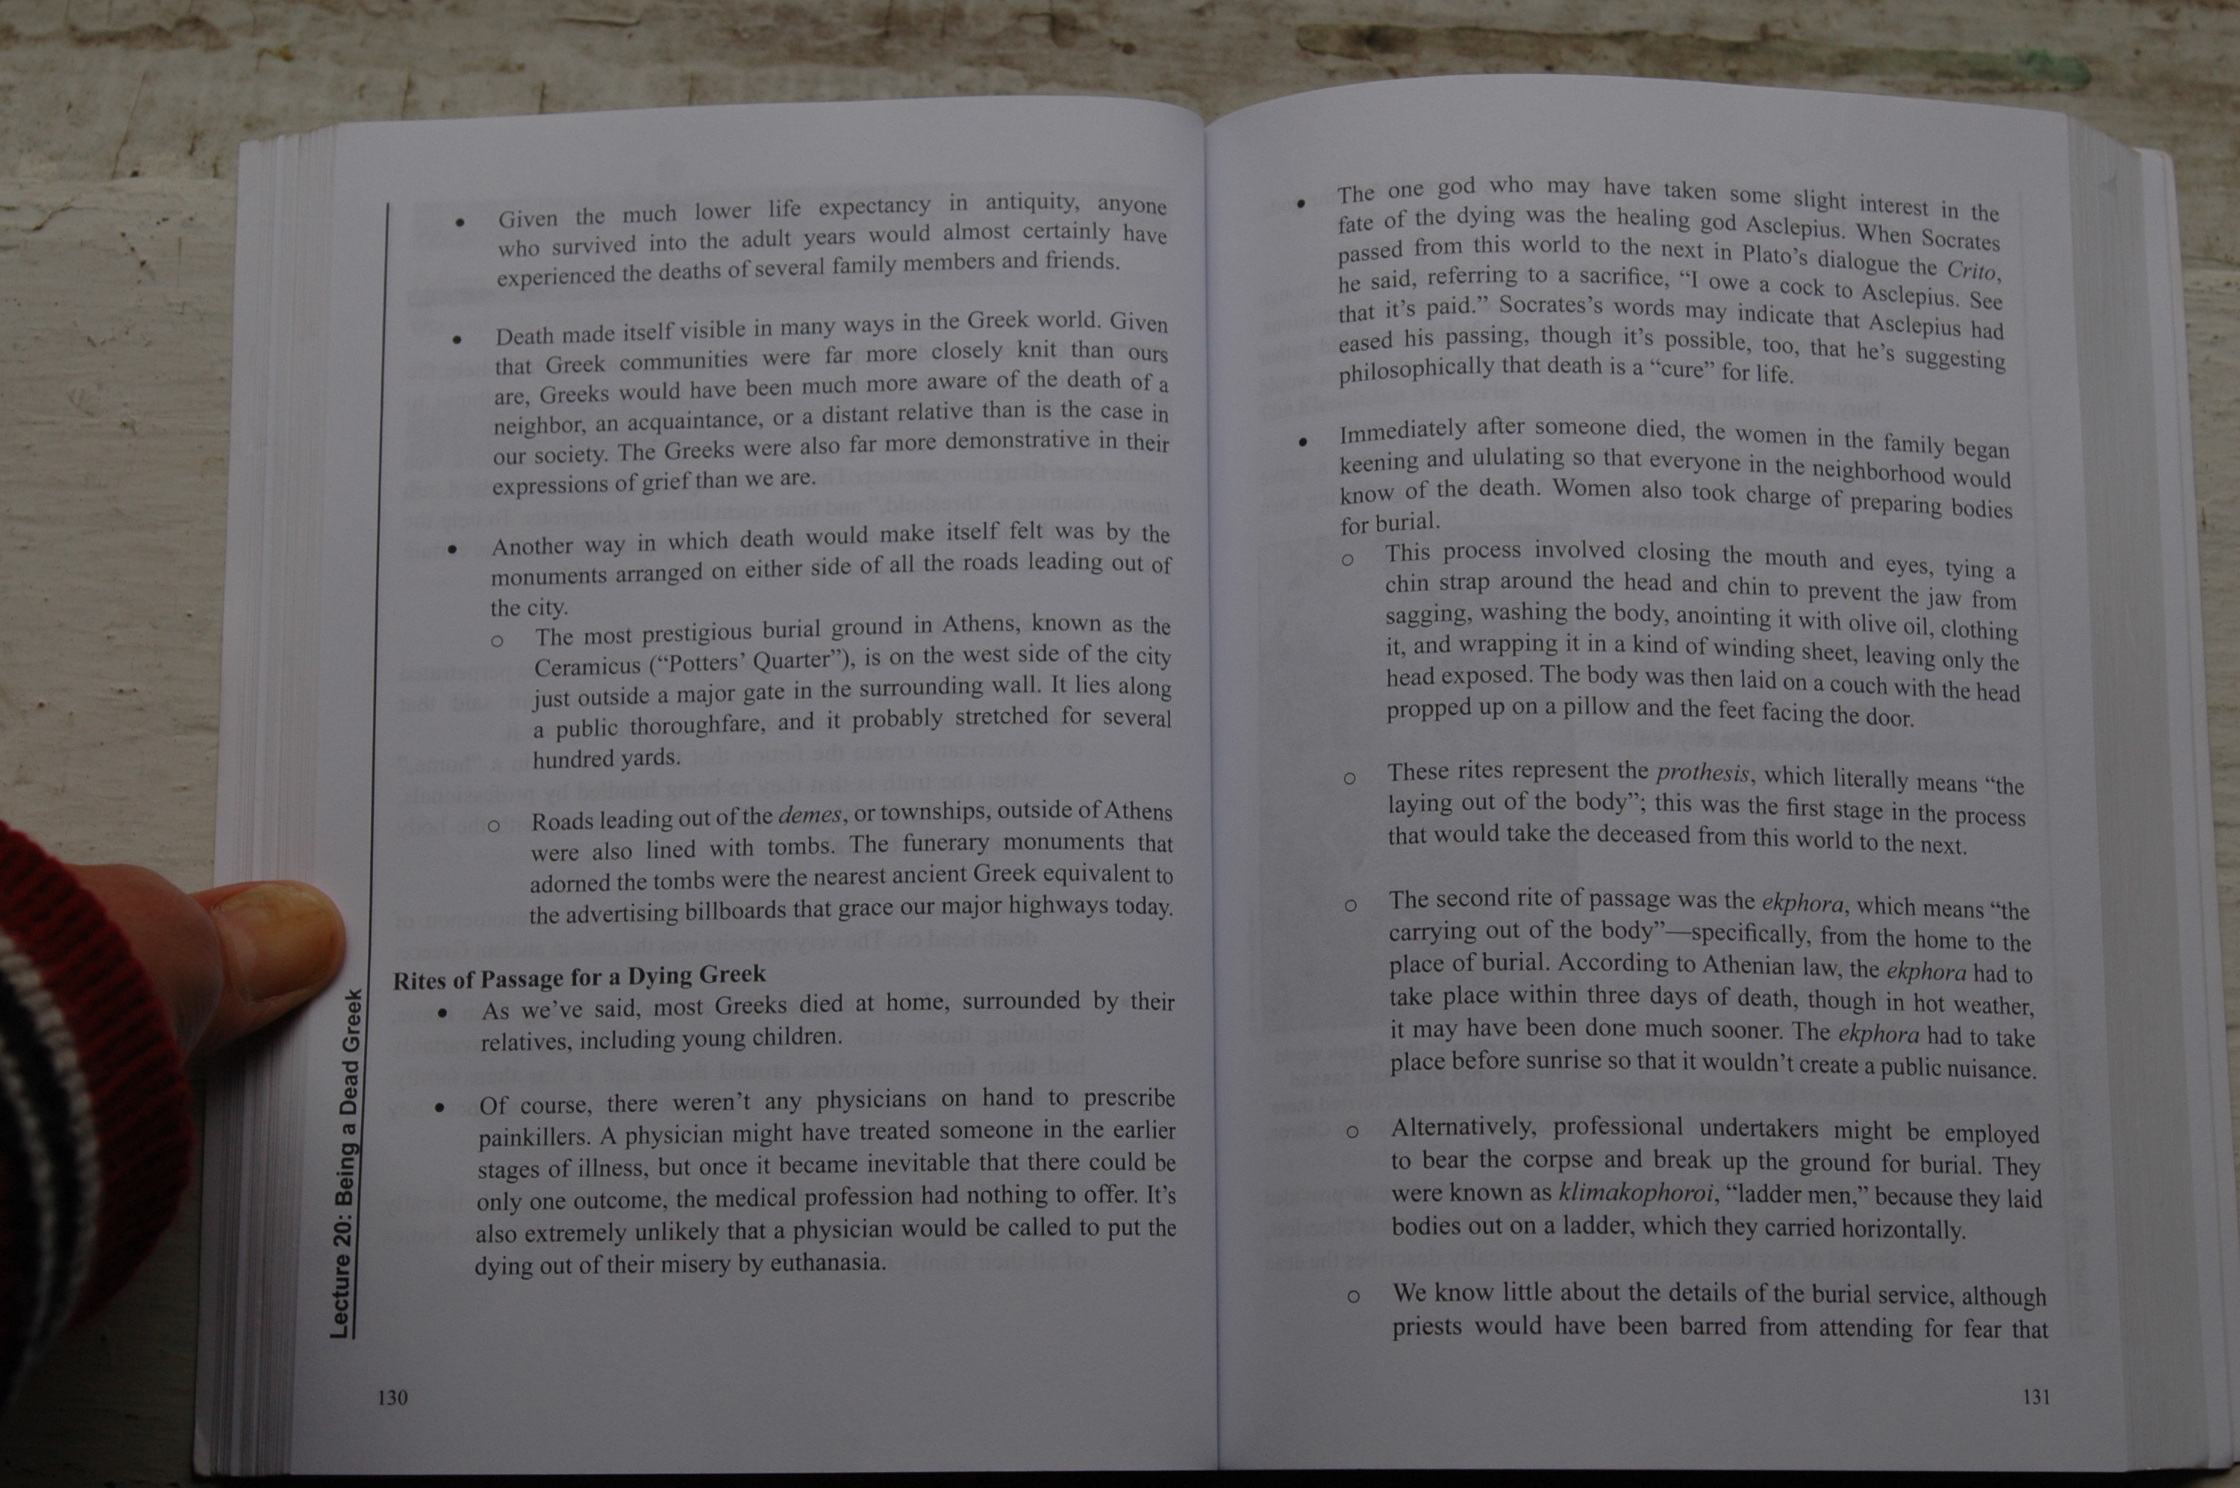 • Given the much lower life expectancy in antiquity, anyone
who survived into the adult years would almost certainly have
experienced the deaths of several family members and friends.
• Death made itself visible in many ways in the Greek world. Given
that Greek communities were far more closely knit than ours
are, Greeks would have been much more aware of the death of a
neighbor, an acquaintance, or a distant relative than is the case in
our society. The Greeks were also far more demonstrative in their
expressions of grief than we are.
• Another way in which death would make itself felt was by the
monuments arranged on either side of all the roads leading out of
the city.
o The most prestigious burial ground in Athens, known as the
Ceramicus (“Potters’ Quarter”), is on the west side of the city
just outside a major gate in the surrounding wall. It lies along
a public thoroughfare, and it probably stretched for several
hundred yards.
o Roads leading out of the demes, or townships, outside of Athens
were also lined with tombs. The funerary monuments that
adorned the tombs were the nearest ancient Greek equivalent to
the advertising billboards that grace our major highways today.
Rites of Passage for a Dying Greek
• As we’ve said, most Greeks died at home, surrounded by their
relatives, including young children.
• Of course, there weren’t any physicians on hand to prescribe
painkillers. A physician might have treated someone in the earlier
stages of illness, but once it became inevitable that there could be
only one outcome, the medical profession had nothing to offer. It’s
also extremely unlikely that a physician would be called to put the
dying out of their misery by euthanasia.
Lecture 20: Being a Dead Greek
130
• The one god who may have taken some slight interest in the
fate of the dying was the healing god Asclepius. When Socrates
passed from this world to the next in Plato’s dialogue the Crito,
he said, referring to a sacrifice, “I owe a cock to Asclepius. See
that it’s paid.” Socrates’s words may indicate that Asclepius had
eased his passing, though it’s possible, too, that he’s suggesting
philosophically that death is a “cure” for life.
• Immediately after someone died, the women in the family began
keening and ululating so that everyone in the neighborhood would
know of the death. Women also took charge of preparing bodies
for burial.
o This process involved closing the mouth and eyes, tying a
chin strap around the head and chin to prevent the jaw from
sagging, washing the body, anointing it with olive oil, clothing
it, and wrapping it in a kind of winding sheet, leaving only the
head exposed. The body was then laid on a couch with the head
propped up on a pillow and the feet facing the door.
o These rites represent the prothesis, which literally means “the
laying out of the body”; this was the first stage in the process
that would take the deceased from this world to the next.
o The second rite of passage was the ekphora, which means “the
carrying out of the body”—specifically, from the home to the
place of burial. According to Athenian law, the ekphora had to
take place within three days of death, though in hot weather,
it may have been done much sooner. The ekphora had to take
place before sunrise so that it wouldn’t create a public nuisance.
o Alternatively, professional undertakers might be employed
to bear the corpse and break up the ground for burial. They
were known as klimakophoroi, “ladder men,” because they laid
bodies out on a ladder, which they carried horizontally.
o We know little about the details of the burial service, although
priests would have been barred from attending for fear that
131